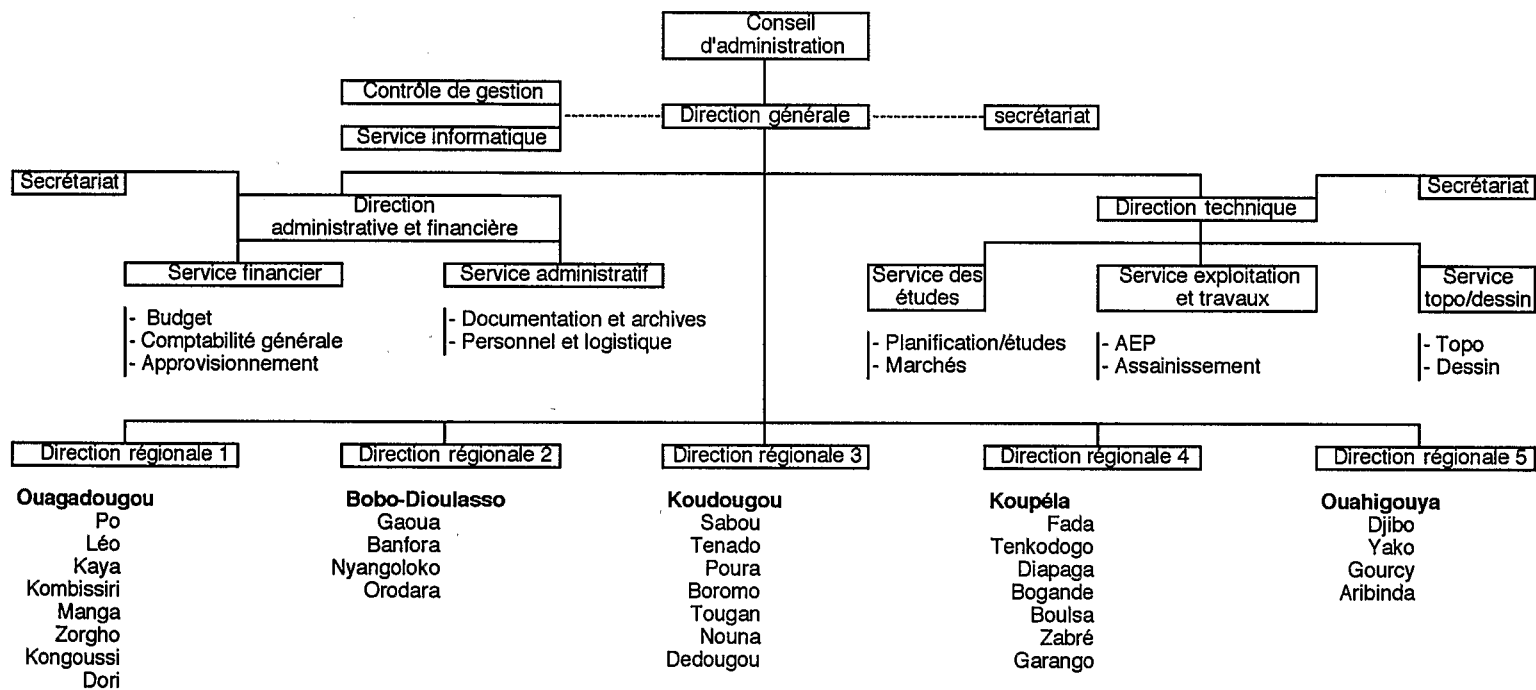 Conseil
d'administration
Contrôle de gestion
Direction générale
secrétariat
Service informatique
Secrétariat
Direction
administrative et financière
Direction technique
Secrétariat
Service financier
Service administratif
Service des
études
Service exploitation
et travaux
Service
topo/dessin
- Budget
- Comptabilité générale
- Approvisionnement
- Documentation et archives
- Personnel et logistique
- Planification/études
- Marchés
- AEP
- Assainissement
- Topo
- Dessin
Direction régionale 1
Direction régionale 2
Direction régionale 3
Direction régionale 4
Direction régionale 5
Ouagadougou
Po
Léo
Kaya
Kombissiri
Manga
Zorgho
Kongoussi
Dori
Bobo-Dioulasso
Gaoua
Banfora
Nyangoloko
Orodara
Koudougou
Sabou
Tenado
Poura
Boromo
Tougan
Nouna
Dedougou
Koupéla
Fada
Tenkodogo
Diapaga
Bogande
Boulsa
Zabré
Garango
Ouahigouya
Djibo
Yako
Gourcy
Aribinda